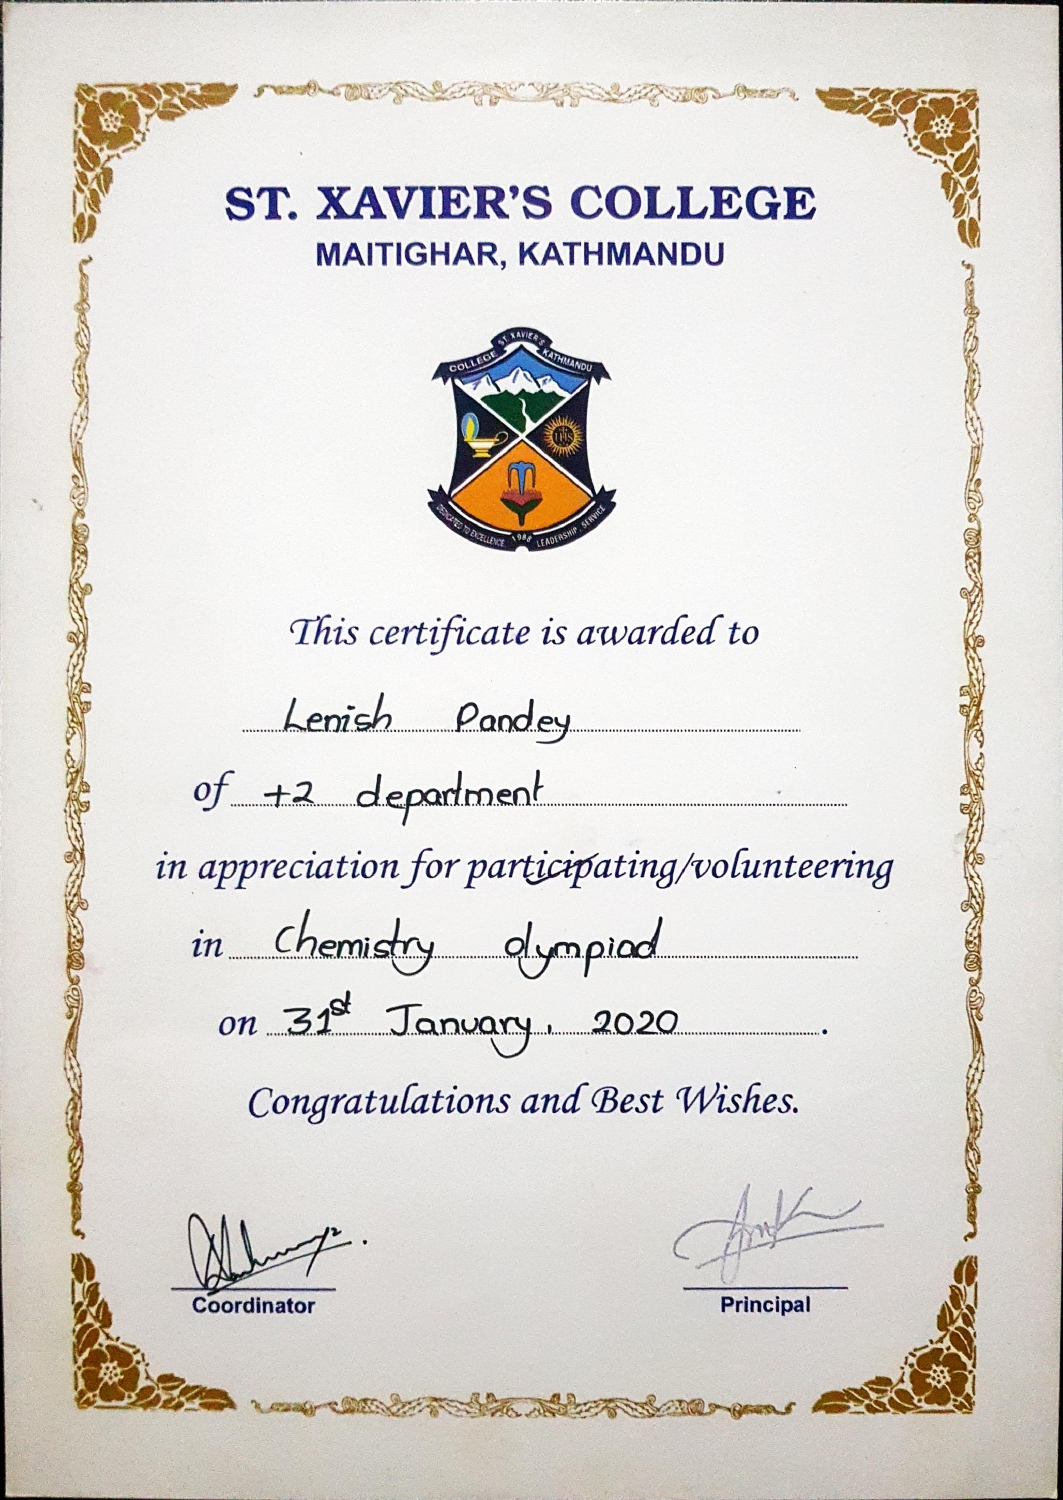 ST. XAVIER'S COLLEGE
MAITIGHAR, KATHMANDU
ST. XAVIER'S
COLLEGE KATHMANDU
IHS
DEDICATED TO EXCELLENCE, 1988 LEADERSHIP, SERVICE
This certificate is awarded to
Lenish Pandey
of +2 department
in appreciation for participating/volunteering
in Chemistry Olympiad
on 31st January, 2020.
Congratulations and Best Wishes.
Coordinator Principal